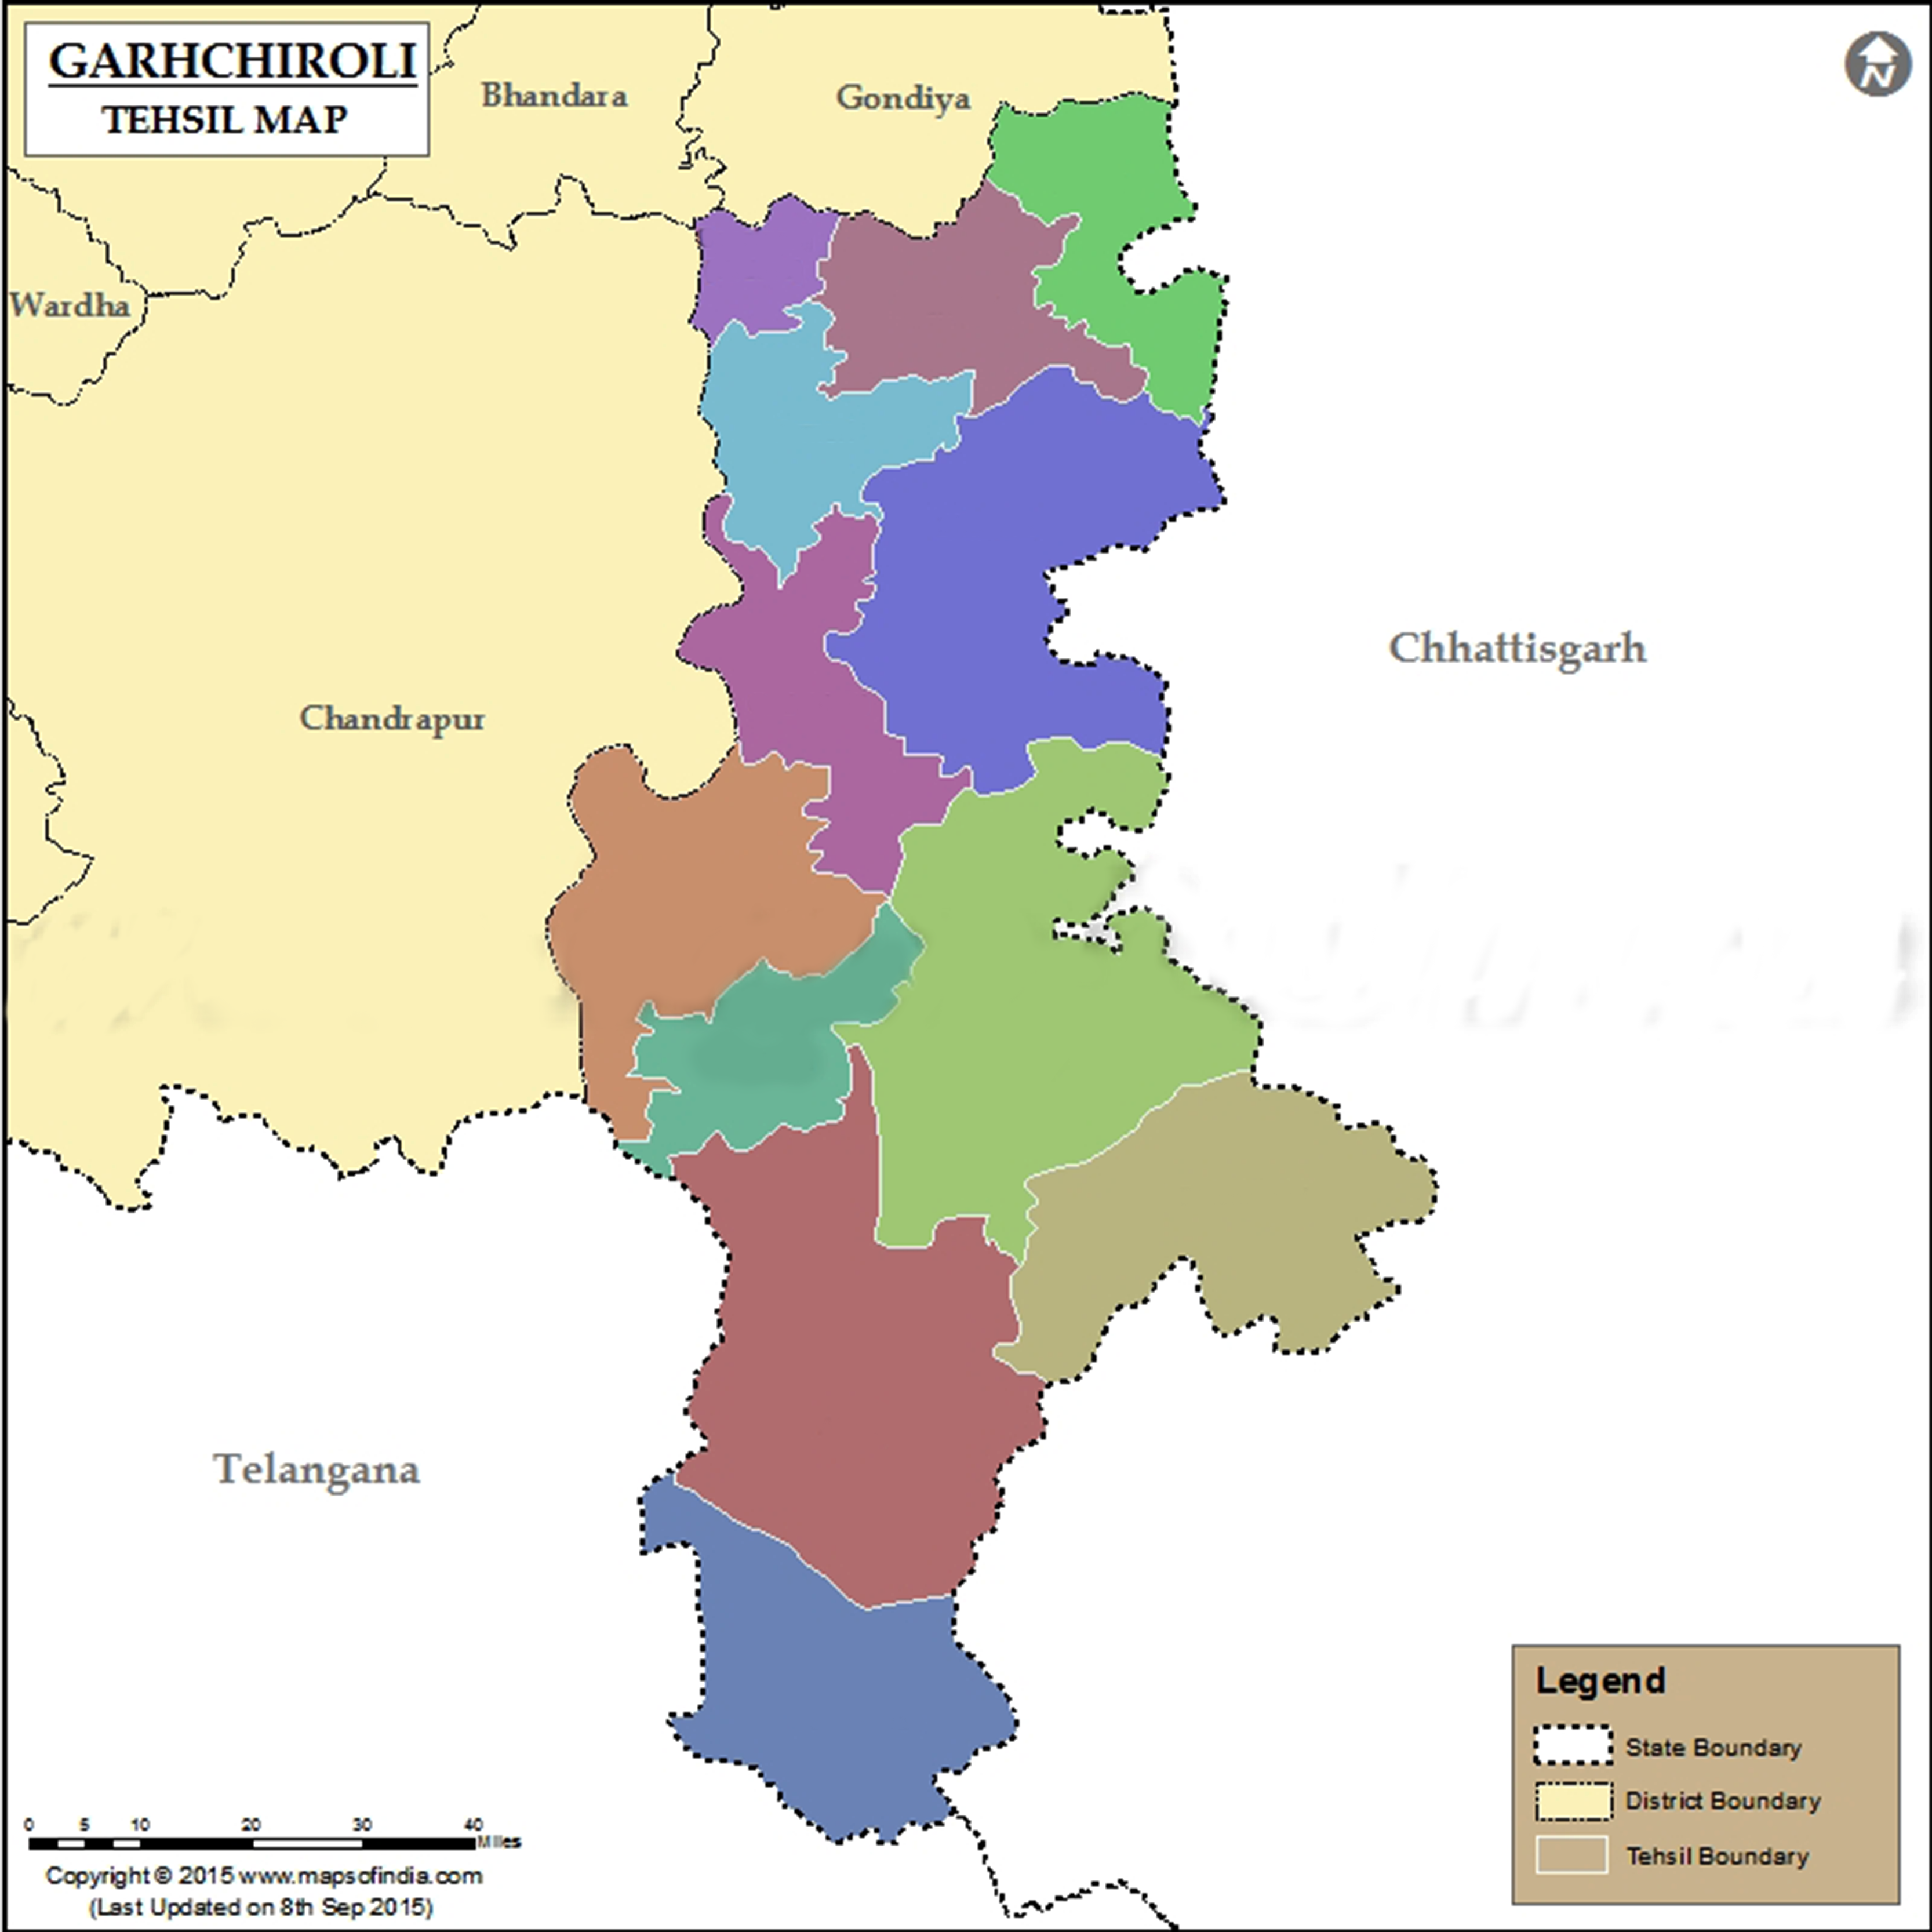 GARHCHIROLI
TEHSIL MAP
Bhandara
Gondiya
N
Wardha
Chhattisgarh
Chandrapur
Telangana
Legend
State Boundary
District Boundary
Tehsil Boundary
0 5 10 20 30 40
Miles
Copyright © 2015 www.mapsofindia.com
(Last Updated on 8th Sep 2015)